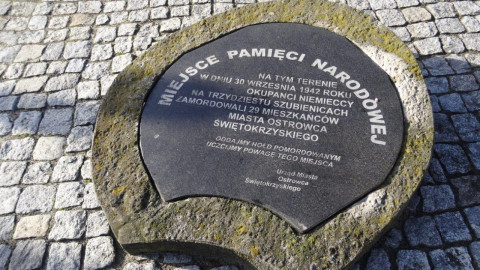 MIEJSCE PAMIĘCI NARODOWEJ
NA TYM TERENIE
W DNIU 30 WRZEŚNIA 1942 ROKU
OKUPANCI NIEMIECCY
NA TRZYDZIESTU SZUBIENICACH
ZAMORDOWALI 29 MIESZKAŃCÓW
MIASTA OSTROWCA
ŚWIĘTOKRZYSKIEGO
ODDAJMY HOŁD POMORDOWANYM
UCZCIJMY POWAGĘ TEGO MIEJSCA
Urząd Miasta
Ostrowca
Świętokrzyskiego